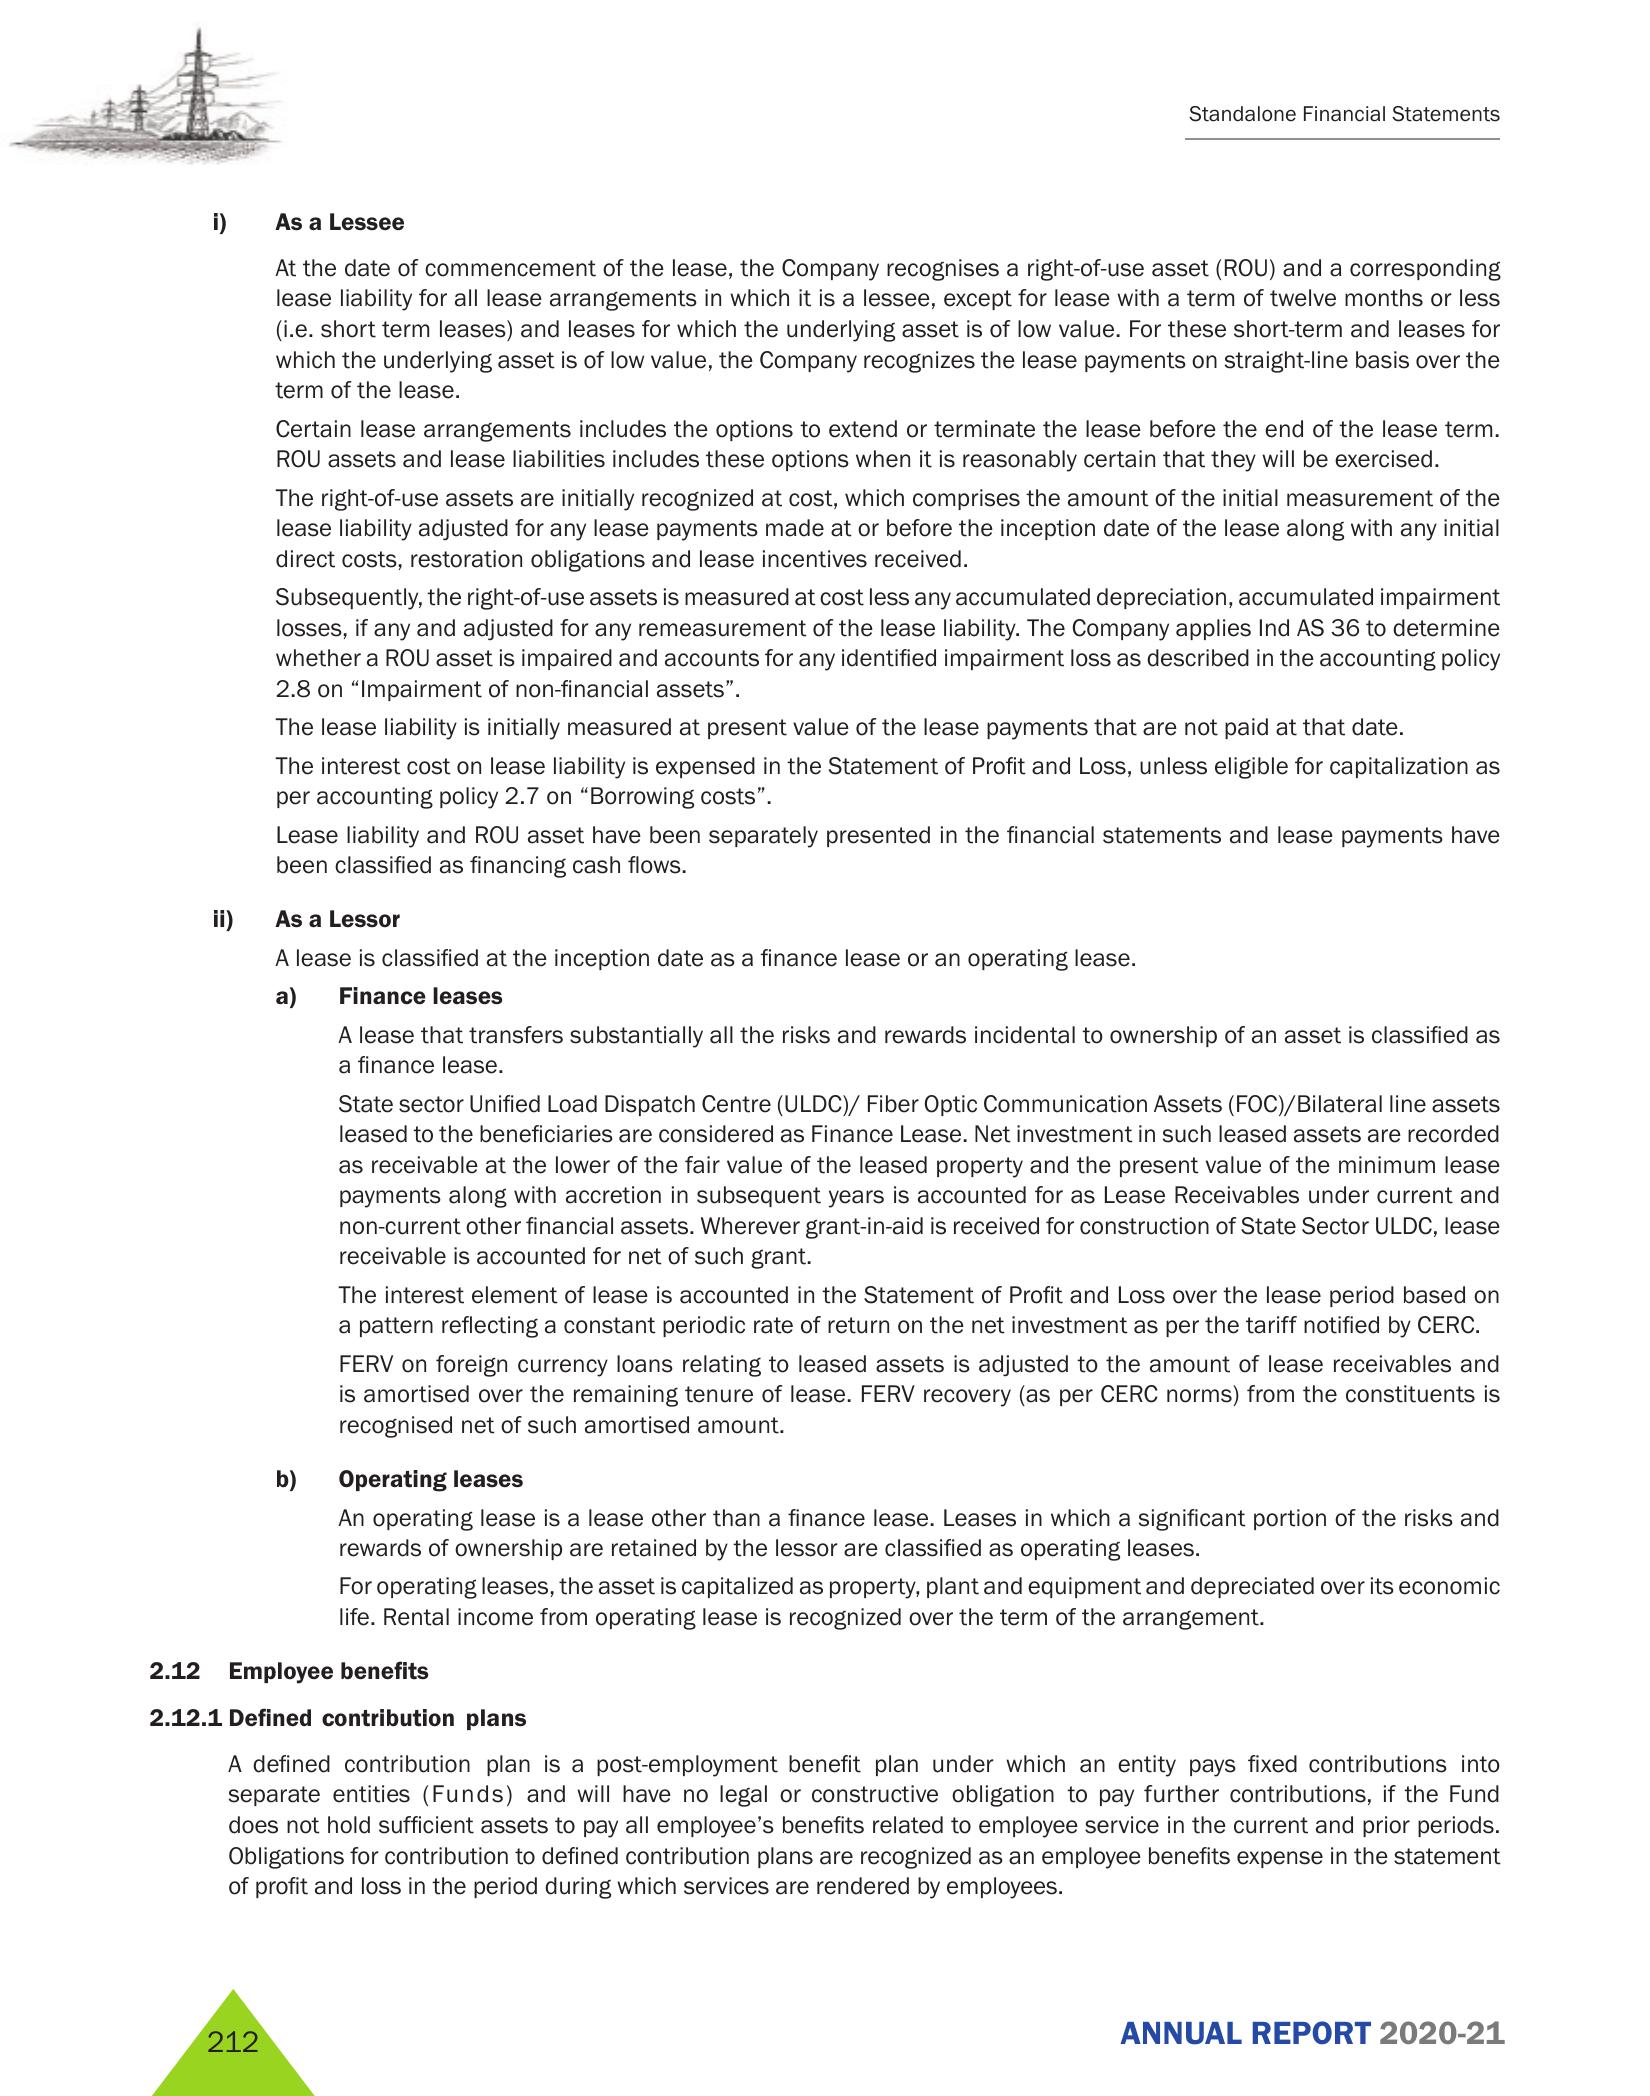 Standalone Financial Statements
i) As a Lessee
At the date of commencement of the lease, the Company recognises a right-of-use asset (ROU) and a corresponding
lease liability for all lease arrangements in which it is a lessee, except for lease with a term of twelve months or less
(i.e. short term leases) and leases for which the underlying asset is of low value. For these short-term and leases for
which the underlying asset is of low value, the Company recognizes the lease payments on straight-line basis over the
term of the lease.
Certain lease arrangements includes the options to extend or terminate the lease before the end of the lease term.
ROU assets and lease liabilities includes these options when it is reasonably certain that they will be exercised.
The right-of-use assets are initially recognized at cost, which comprises the amount of the initial measurement of the
lease liability adjusted for any lease payments made at or before the inception date of the lease along with any initial
direct costs, restoration obligations and lease incentives received.
Subsequently, the right-of-use assets is measured at cost less any accumulated depreciation, accumulated impairment
losses, if any and adjusted for any remeasurement of the lease liability. The Company applies Ind AS 36 to determine
whether a ROU asset is impaired and accounts for any identified impairment loss as described in the accounting policy
2.8 on “Impairment of non-financial assets”.
The lease liability is initially measured at present value of the lease payments that are not paid at that date.
The interest cost on lease liability is expensed in the Statement of Profit and Loss, unless eligible for capitalization as
per accounting policy 2.7 on “Borrowing costs”.
Lease liability and ROU asset have been separately presented in the financial statements and lease payments have
been classified as financing cash flows.
ii) As a Lessor
A lease is classified at the inception date as a finance lease or an operating lease.
a) Finance leases
A lease that transfers substantially all the risks and rewards incidental to ownership of an asset is classified as
a finance lease.
State sector Unified Load Dispatch Centre (ULDC)/ Fiber Optic Communication Assets (FOC)/Bilateral line assets
leased to the beneficiaries are considered as Finance Lease. Net investment in such leased assets are recorded
as receivable at the lower of the fair value of the leased property and the present value of the minimum lease
payments along with accretion in subsequent years is accounted for as Lease Receivables under current and
non-current other financial assets. Wherever grant-in-aid is received for construction of State Sector ULDC, lease
receivable is accounted for net of such grant.
The interest element of lease is accounted in the Statement of Profit and Loss over the lease period based on
a pattern reflecting a constant periodic rate of return on the net investment as per the tariff notified by CERC.
FERV on foreign currency loans relating to leased assets is adjusted to the amount of lease receivables and
is amortised over the remaining tenure of lease. FERV recovery (as per CERC norms) from the constituents is
recognised net of such amortised amount.
b) Operating leases
An operating lease is a lease other than a finance lease. Leases in which a significant portion of the risks and
rewards of ownership are retained by the lessor are classified as operating leases.
For operating leases, the asset is capitalized as property, plant and equipment and depreciated over its economic
life. Rental income from operating lease is recognized over the term of the arrangement.
2.12 Employee benefits
2.12.1 Defined contribution plans
A defined contribution plan is a post-employment benefit plan under which an entity pays fixed contributions into
separate entities (Funds) and will have no legal or constructive obligation to pay further contributions, if the Fund
does not hold sufficient assets to pay all employee’s benefits related to employee service in the current and prior periods.
Obligations for contribution to defined contribution plans are recognized as an employee benefits expense in the statement
of profit and loss in the period during which services are rendered by employees.
212
ANNUAL REPORT 2020-21